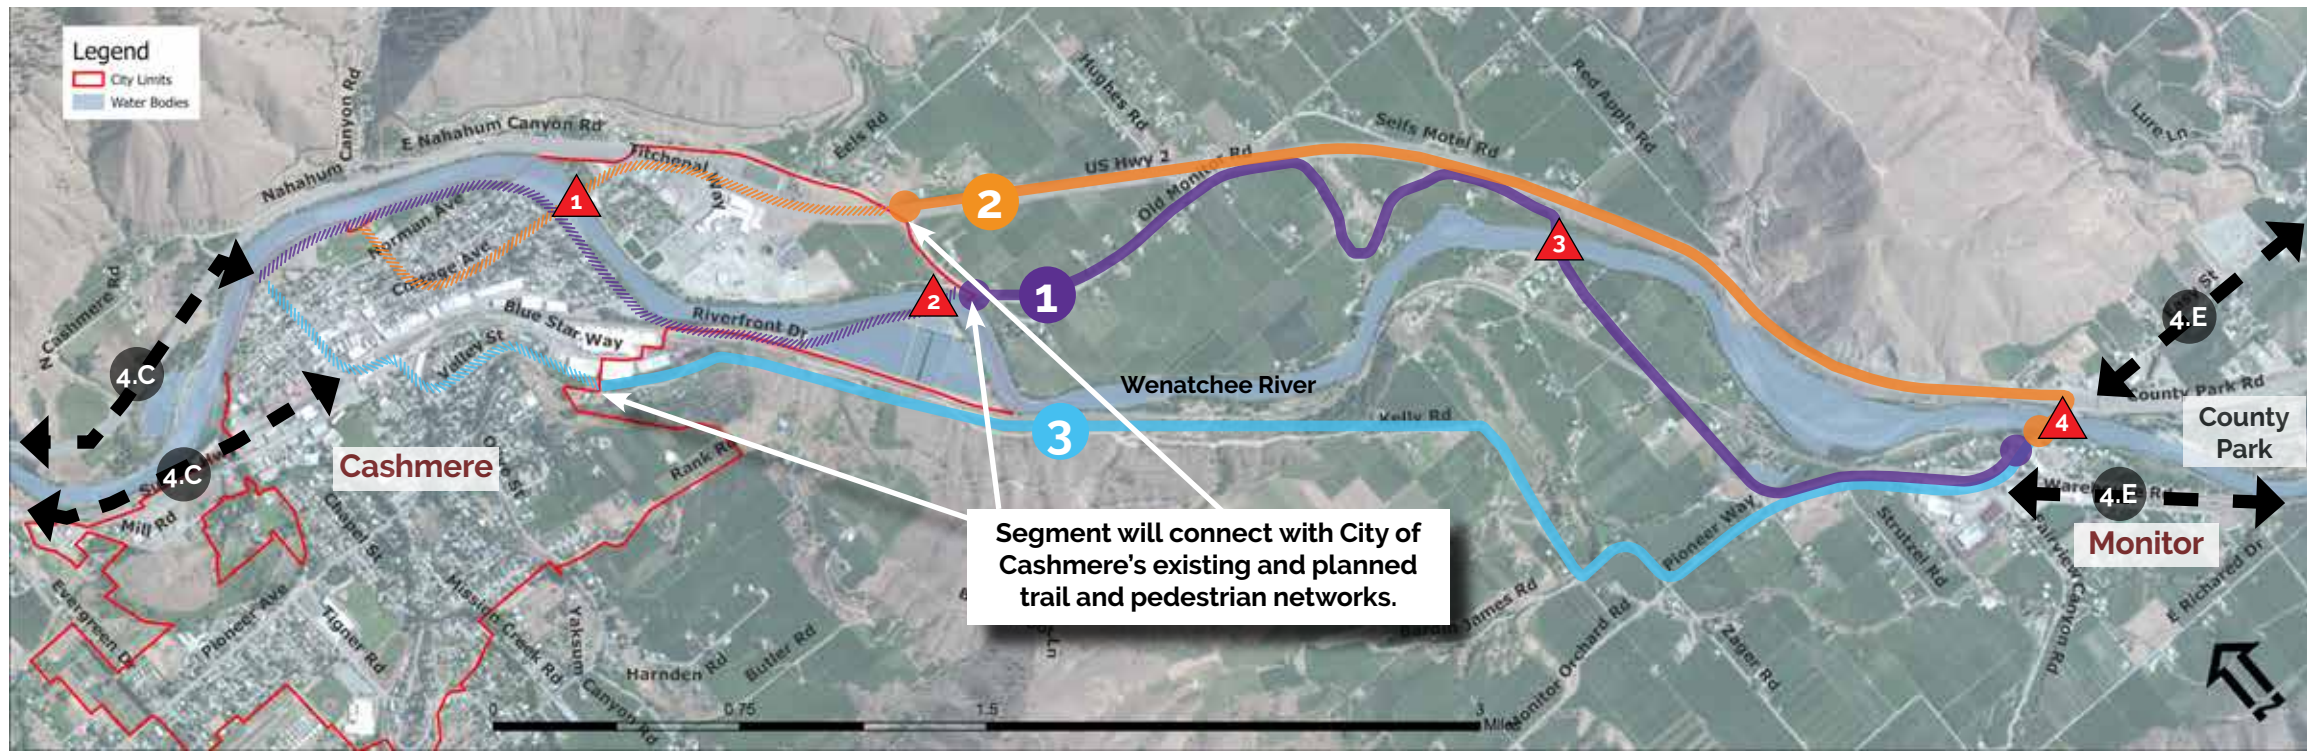 Legend
City Limits
Water Bodies
Nahahum
Canyon Rd
E Nahahum Canyon Rd
Titchenal
Way
Eels Rd
Hughes Rd
US Hwy 2
Old Monitor Rd
Selfs Motel Rd
Red Apple Rd
Lure Ln
N Cashmere Rd
Norman Ave
Cottage Ave
1
2
3
2
1
3
4
4.C
4.C
4.E
4.E
Blue Star Way
Valley St
Riverfront Dr
Wenatchee River
Kelly Rd
County Park Rd
County
Park
Cashmere
Rank Rd
Mill Rd
Chapel St
Evergreen Dr
Pioneer Ave
Tigner Rd
Mission Creek Rd
Yaksum Canyon Rd
Harnden Rd
Butler Rd
Segment will connect with City of
Cashmere's existing and planned
trail and pedestrian networks.
Pioneer Way
Strutzel Rd
Fairview Canyon Rd
Monitor
E Richared Dr
Monitor Orchard Rd
Zager Rd
0
0.75
1.5
3
Miles